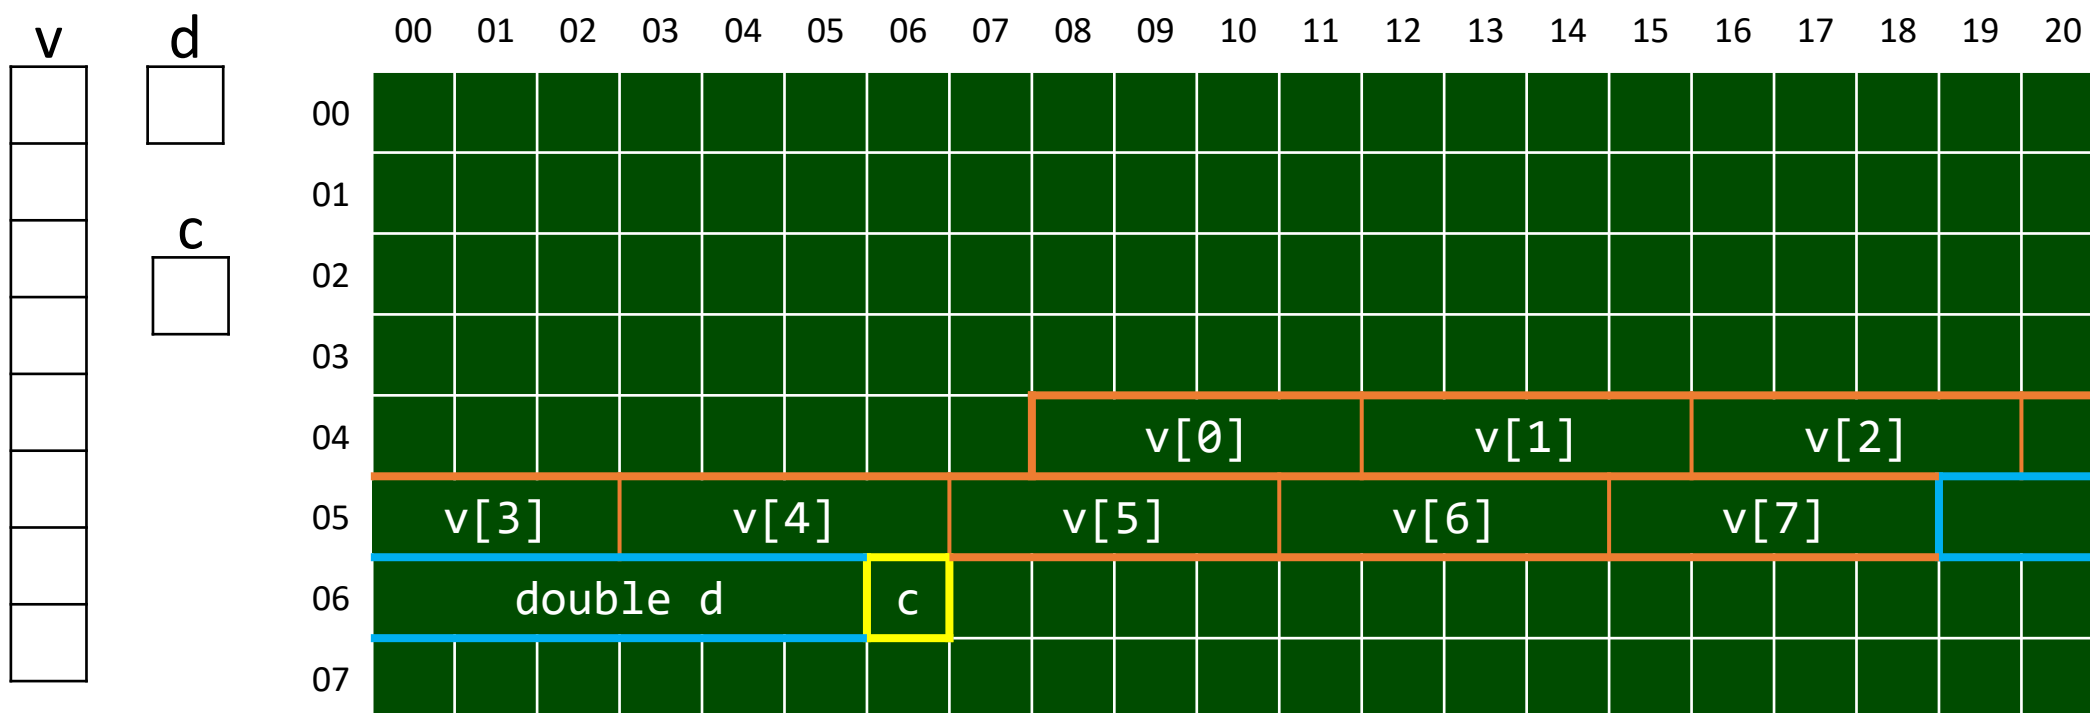 v d
c
00 01 02 03 04 05 06 07 08 09 10 11 12 13 14 15 16 17 18 19 20
00
01
02
03
04 v[0] v[1] v[2]
05 v[3] v[4] v[5] v[6] v[7]
06 double d c
07